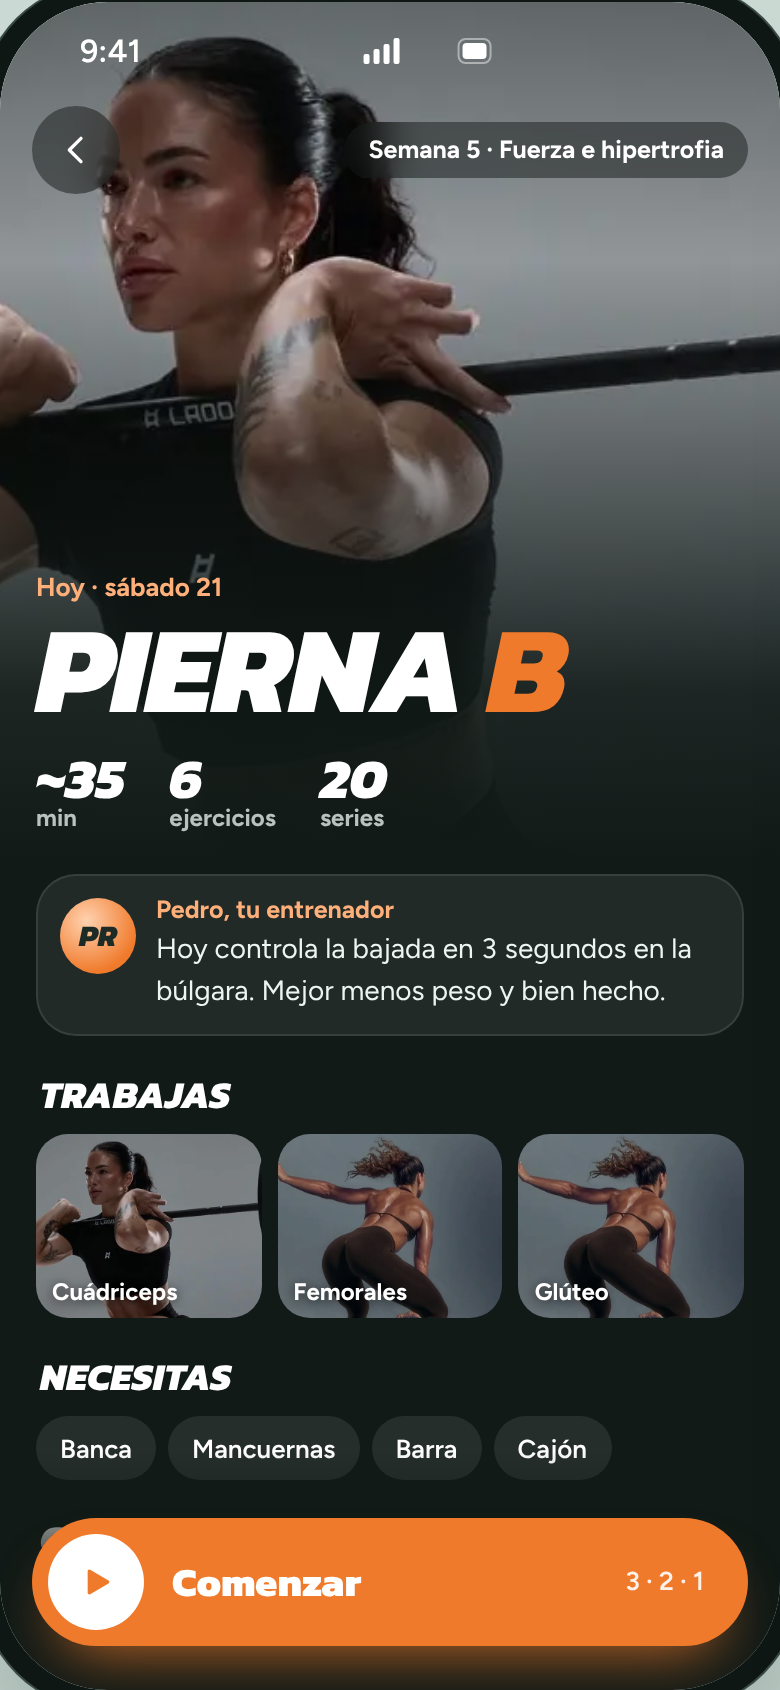 9:41
Semana 5 · Fuerza e hipertrofia
LADD
Hoy · sábado 21
PIERNA B
~35 6 20
min ejercicios series
PR
Pedro, tu entrenador
Hoy controla la bajada en 3 segundos en la
búlgara. Mejor menos peso y bien hecho.
TRABAJAS
Cuádriceps Femorales Glúteo
NECESITAS
Banca Mancuernas Barra Cajón
Comenzar 3 · 2 · 1